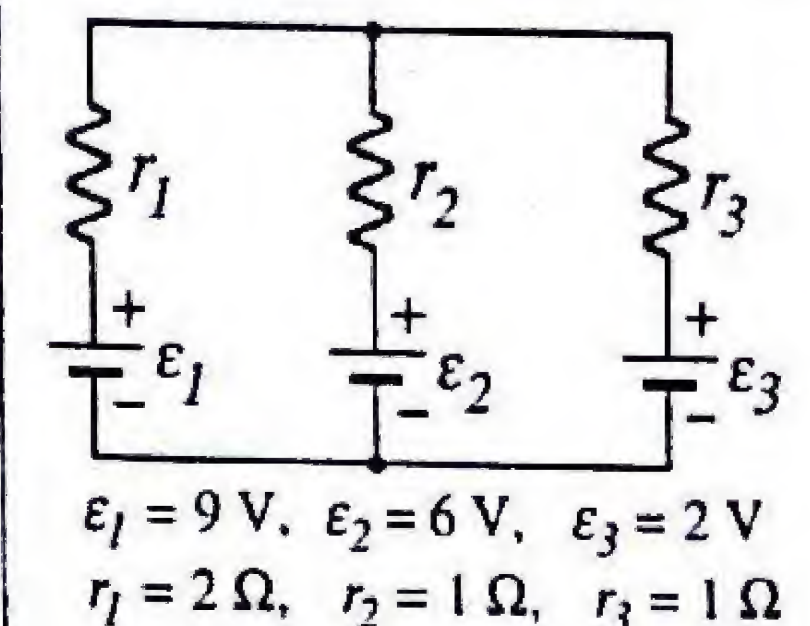 r₁ r₂ r₃
+ + +
ε₁ ε₂ ε₃
− − −
ε₁ = 9 V, ε₂ = 6 V, ε₃ = 2 V
r₁ = 2 Ω, r₂ = 1 Ω, r₃ = 1 Ω